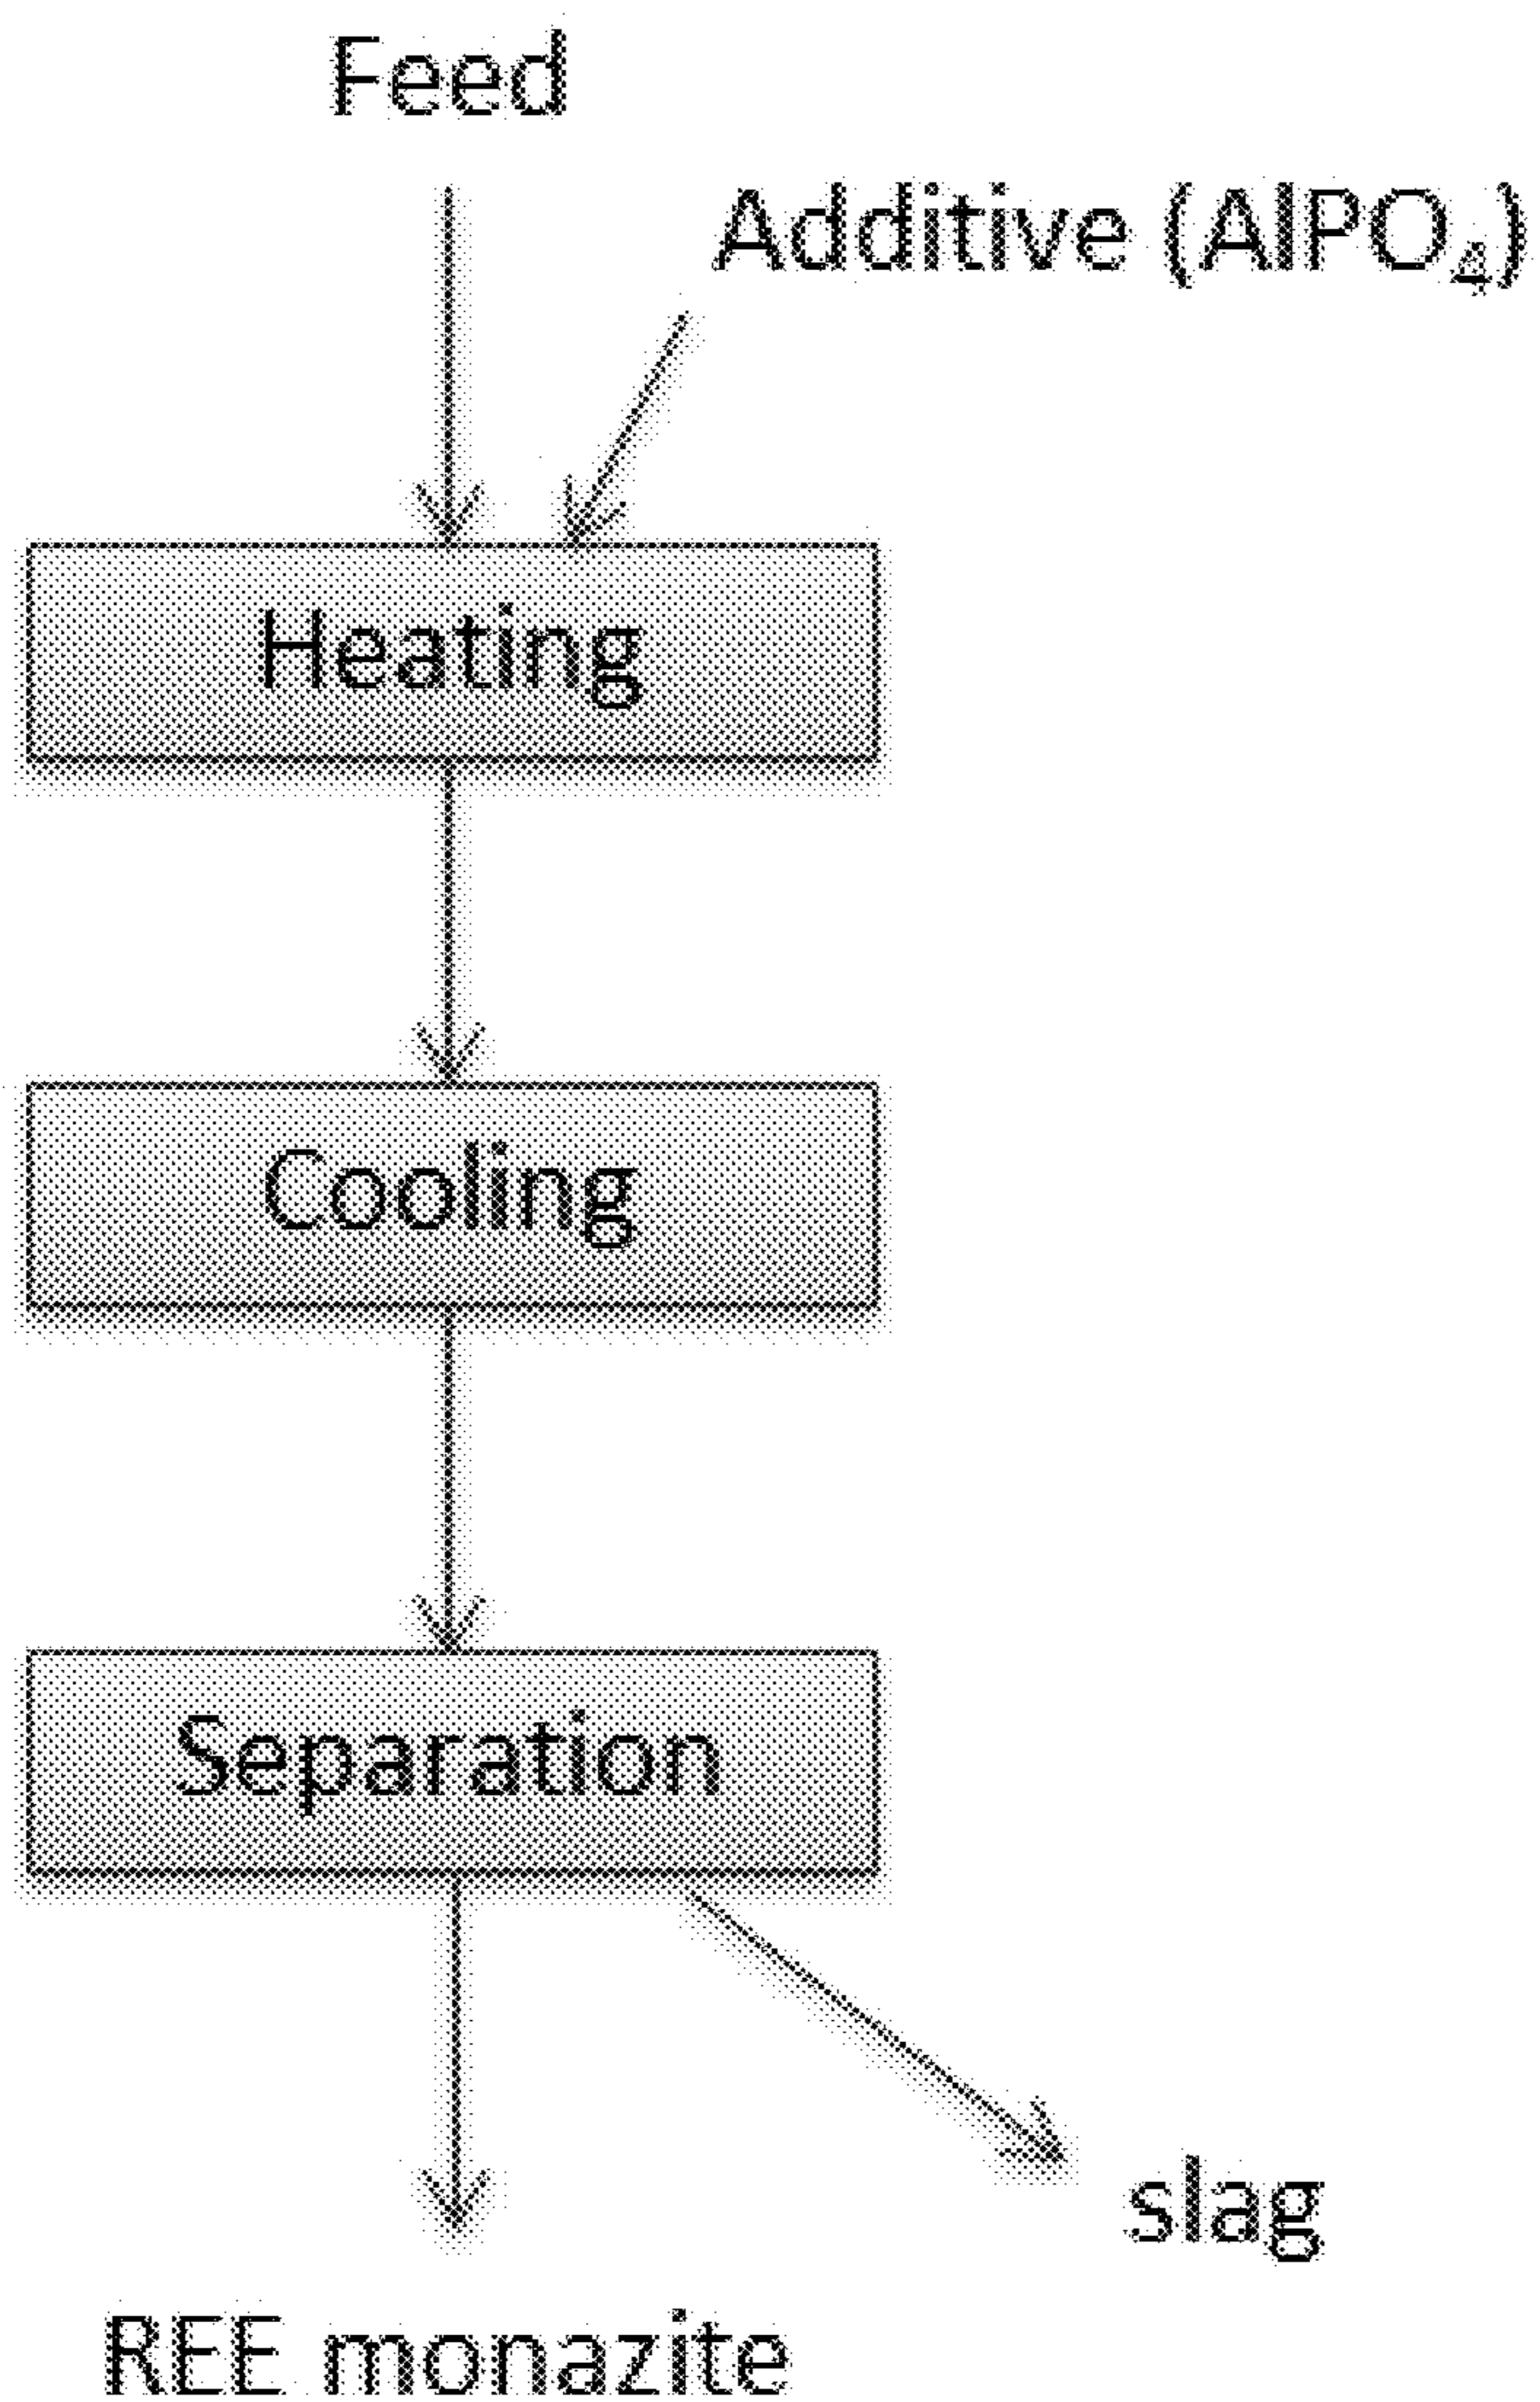 Feed
Additive (AlPO₄)
Heating
Cooling
Separation
slag
REE monazite